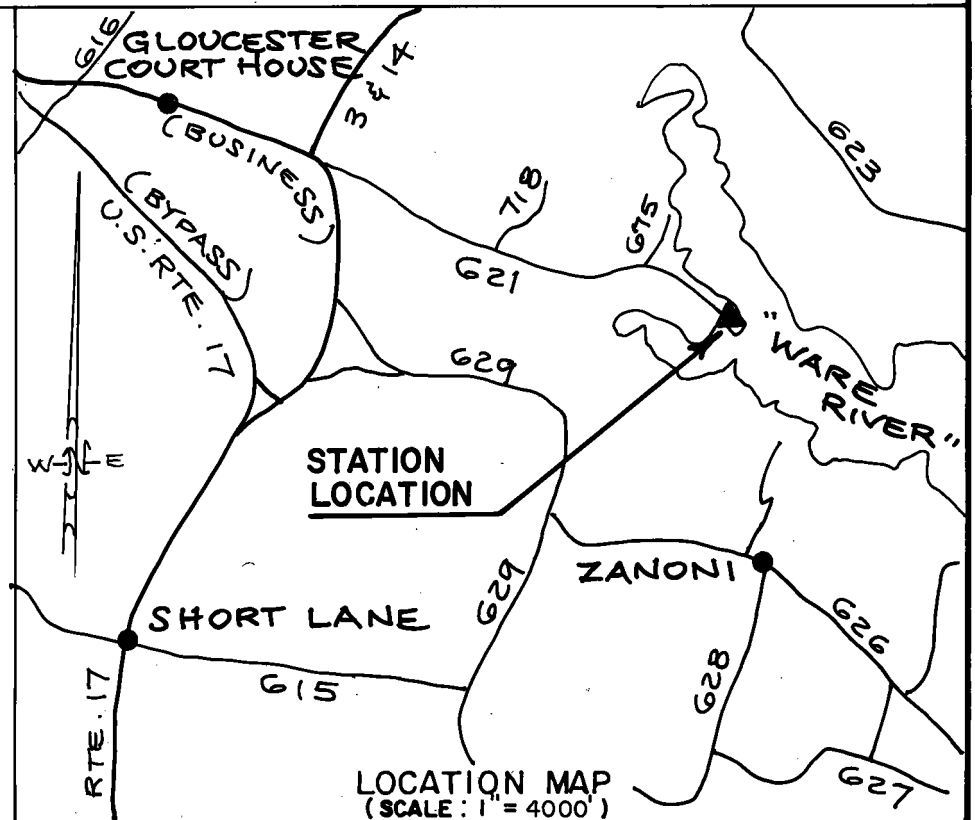 616
GLOUCESTER
COURT HOUSE
3 & 14
(BUSINESS)
(BYPASS)
U.S. RTE. 17
718
675
623
621
629
"WARE
RIVER"
W E
STATION
LOCATION
ZANONI
629
SHORT LANE
626
615
628
RTE. 17
LOCATION MAP
(SCALE: 1" = 4000')
627